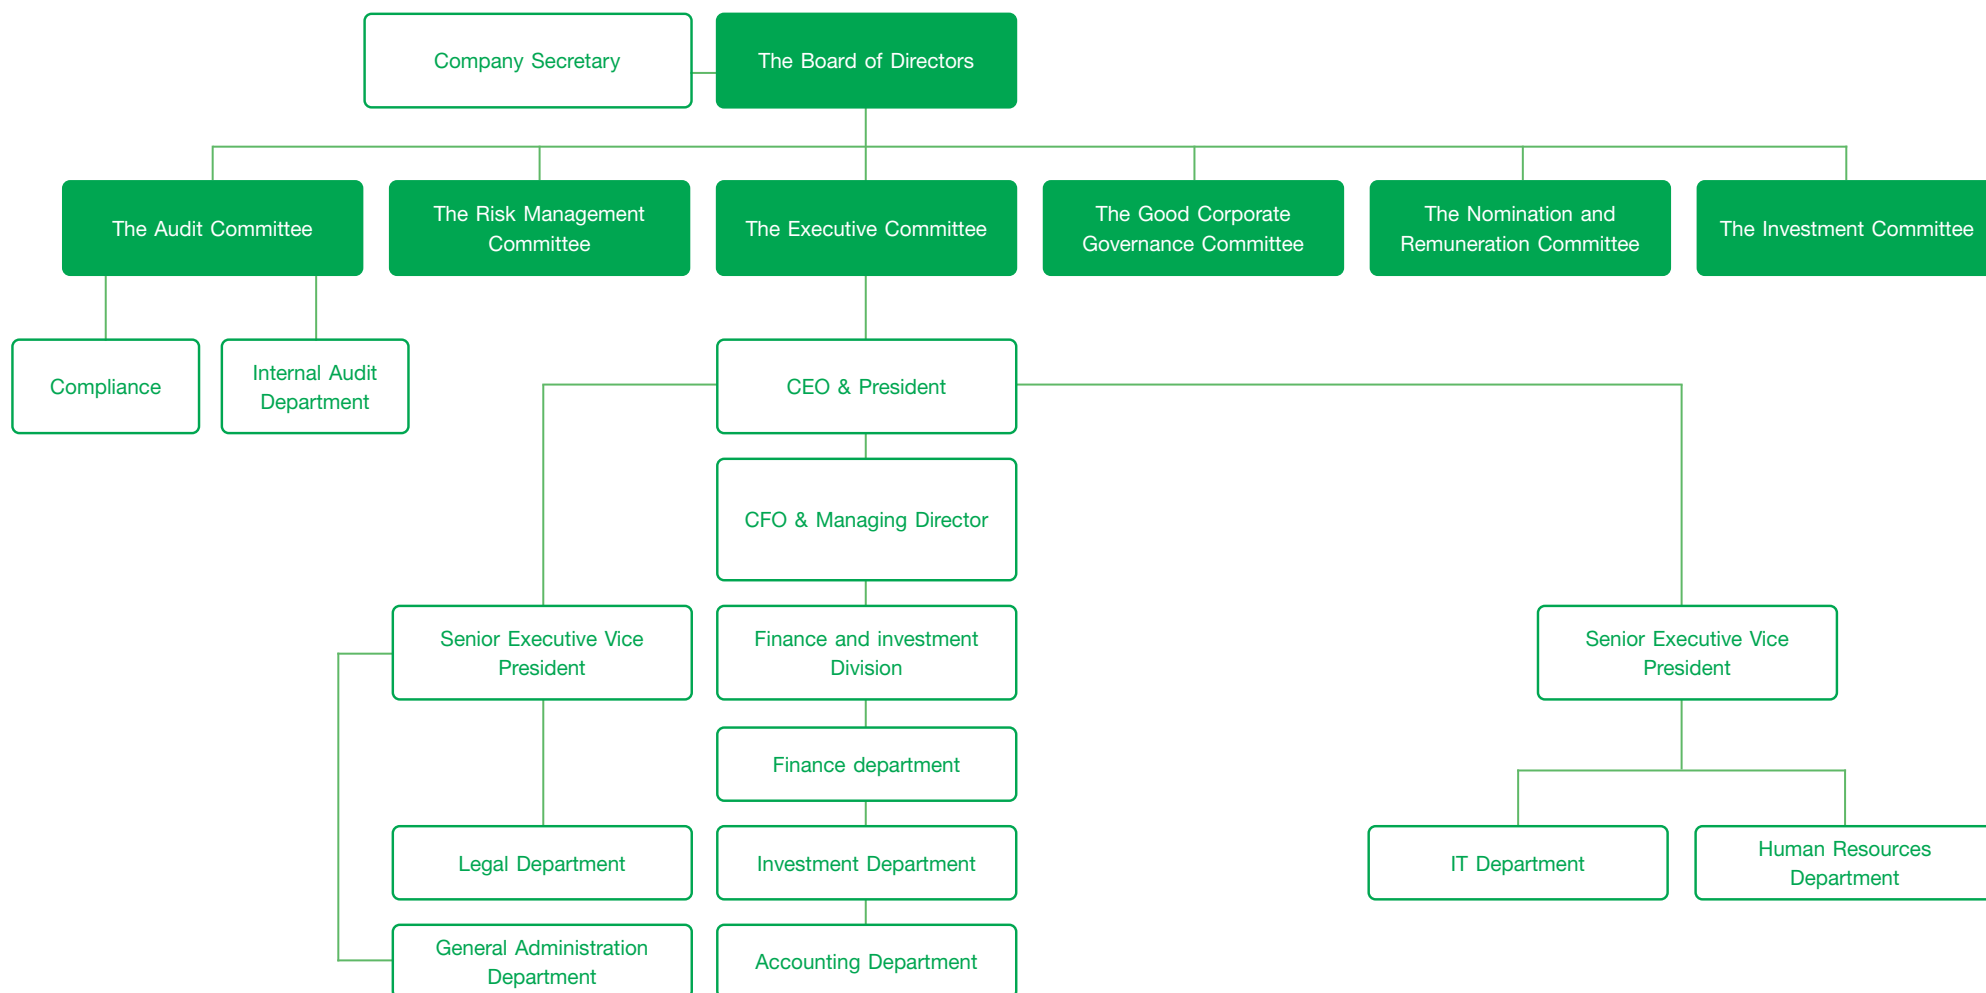 Company Secretary
The Board of Directors
The Audit Committee
The Risk Management
Committee
The Executive Committee
The Good Corporate
Governance Committee
The Nomination and
Remuneration Committee
The Investment Committee
Compliance
Internal Audit
Department
CEO & President
CFO & Managing Director
Senior Executive Vice
President
Finance and investment
Division
Senior Executive Vice
President
Finance department
Legal Department
Investment Department
IT Department
Human Resources
Department
General Administration
Department
Accounting Department